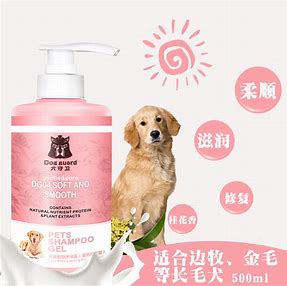 Dog guard
犬守卫
DG04 SOFT AND
SMOOTH
CONTAINS
NATURAL NUTRIENT PROTEIN
&PLANT EXTRACTS
PETS
SHAMPOO
GEL
柔顺
滋润
修复
桂花香
适合边牧、金毛
等长毛犬 500ml